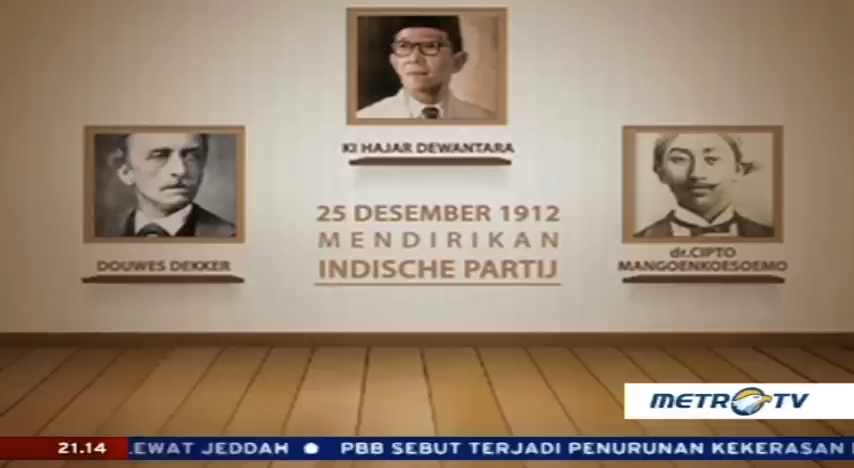 KI HAJAR DEWANTARA
25 DESEMBER 1912
MENDIRIKAN
INDISCHE PARTIJ
DOUWES DEKKER
dr.CIPTO
MANGOENKOESOEMO
METRO TV
21.14 LEWAT JEDDAH ● PBB SEBUT TERJADI PENURUNAN KEKERASAN